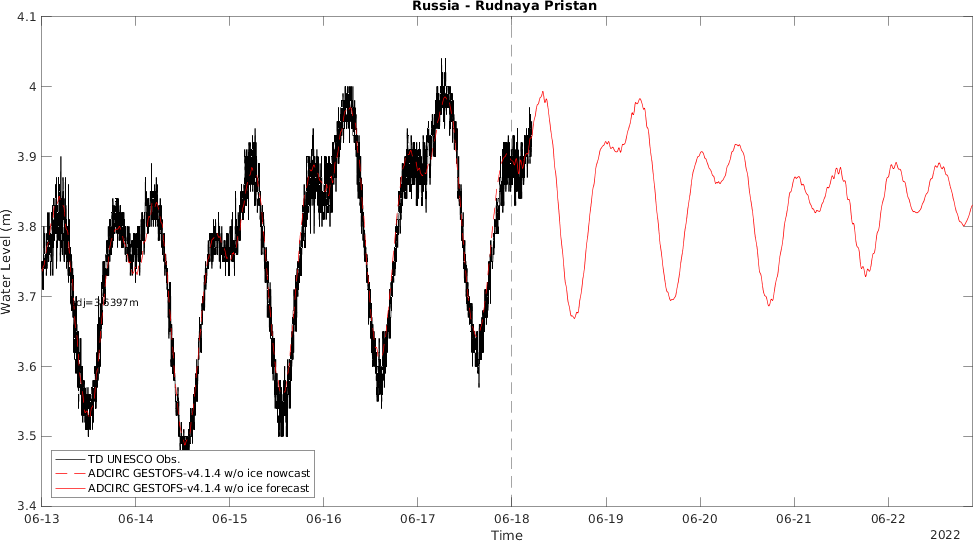 Russia - Rudnaya Pristan
4.1
4
3.9
3.8
3.7
3.6
3.5
3.4
Water Level (m)
TD UNESCO Obs.
ADCIRC GESTOFS-v4.1.4 w/o ice nowcast
ADCIRC GESTOFS-v4.1.4 w/o ice forecast
06-13 06-14 06-15 06-16 06-17 06-18 06-19 06-20 06-21 06-22
Time
2022